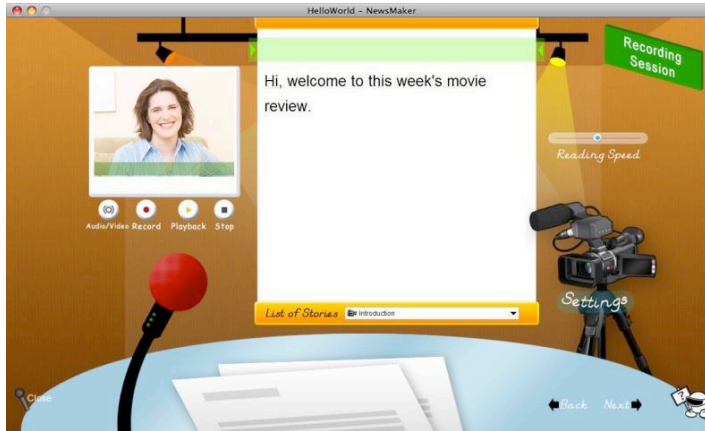 HelloWorld - NewsMaker
Recording
Session
Hi, welcome to this week's movie
review.
Reading Speed
Audio/Video Record Playback Stop
Settings
List of Stories Introduction
Close
Back Next
?